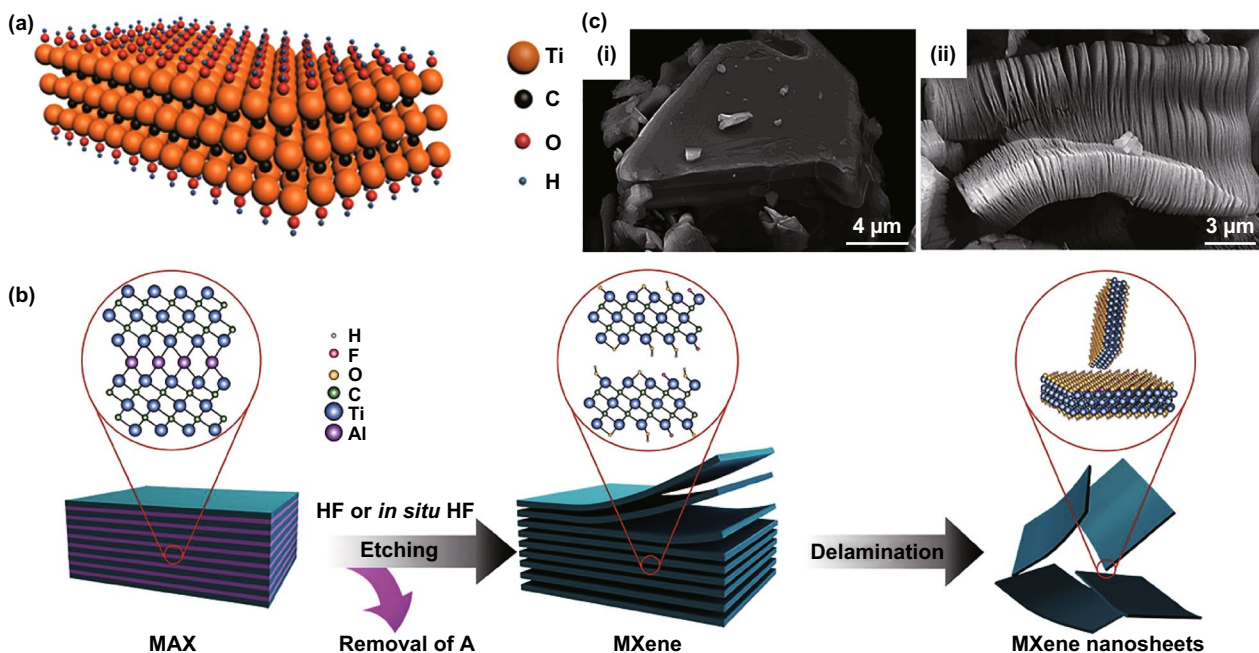 (a)
Ti
C
O
H
(c)
(i)
4 µm
(ii)
3 µm
(b)
H
F
O
C
Ti
Al
HF or in situ HF
Etching
Removal of A
Delamination
MAX
MXene
MXene nanosheets